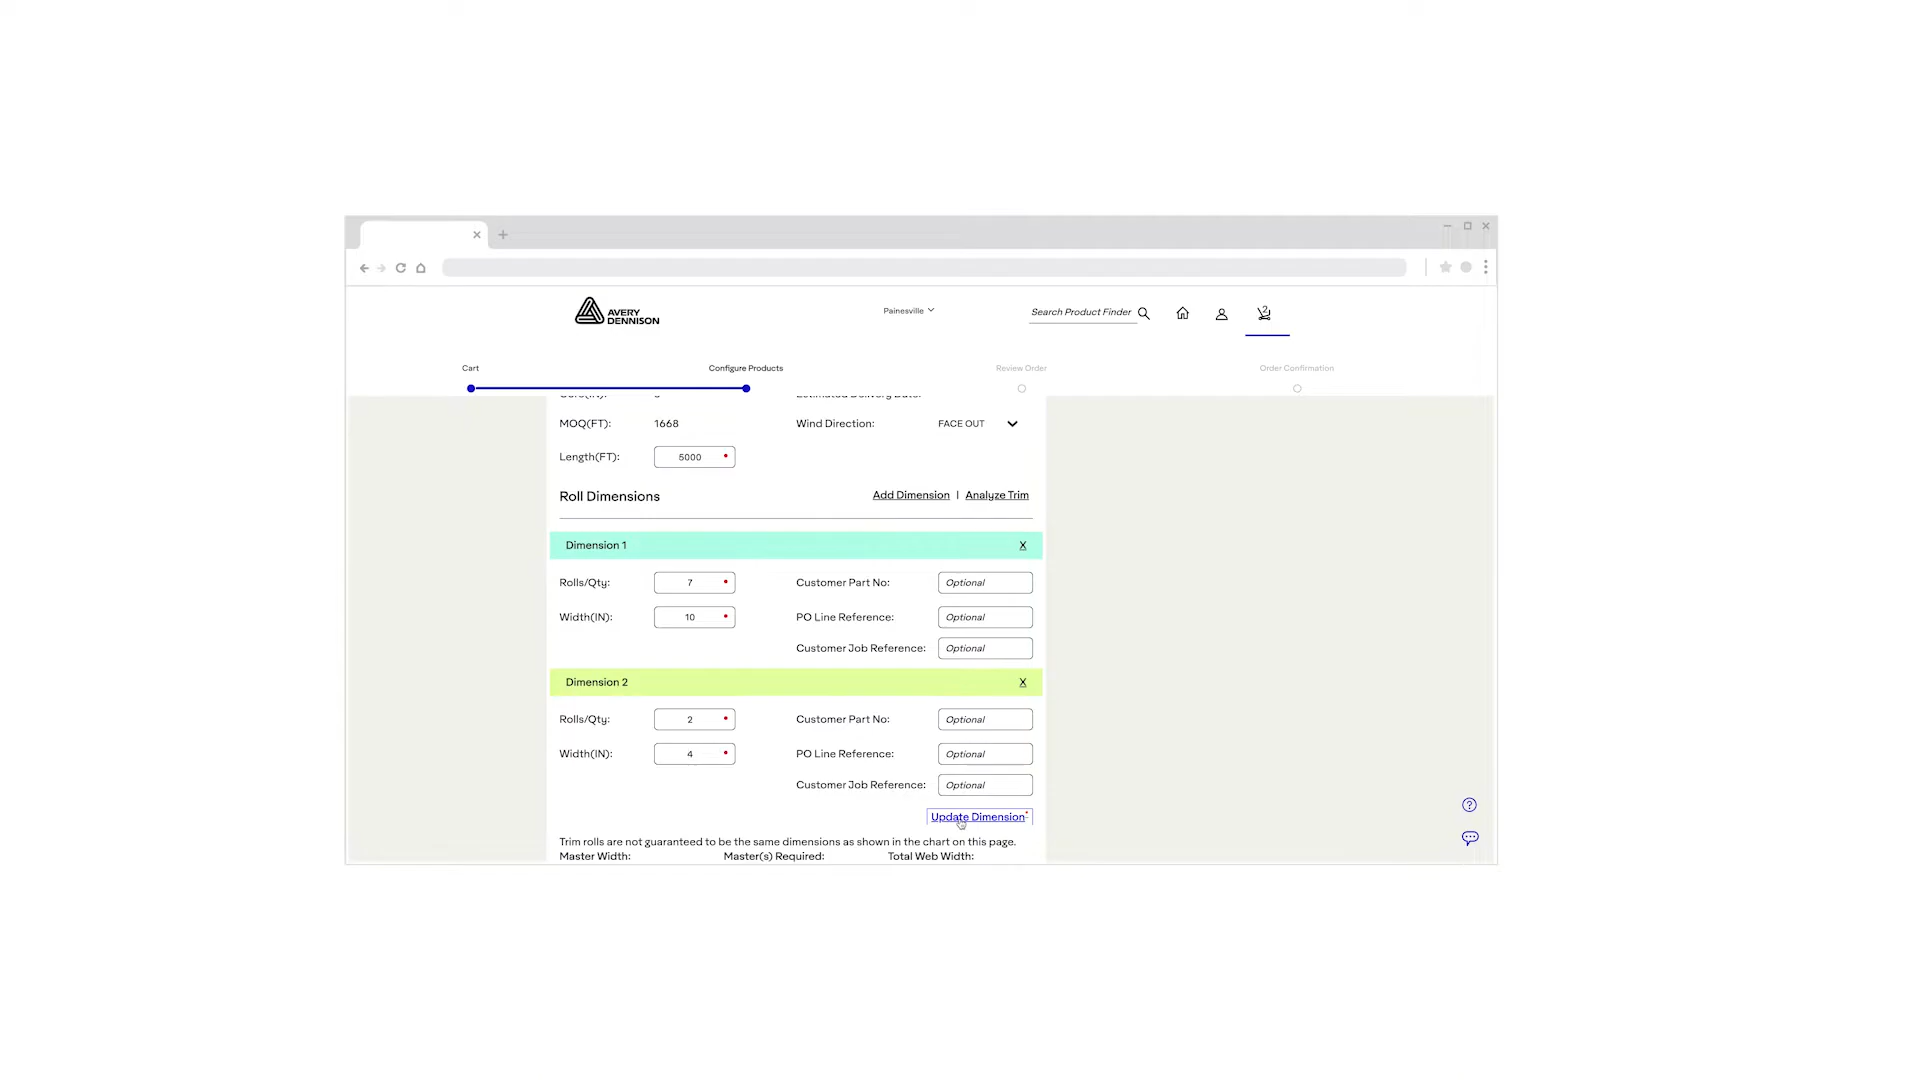 AVERY
DENNISON
Painesville
Search Product Finder
2
Cart
Configure Products
Review Order
Order Confirmation
MOQ(FT): 1668 Wind Direction: FACE OUT
Length(FT): 5000
Roll Dimensions Add Dimension | Analyze Trim
Dimension 1 X
Rolls/Qty: 7 Customer Part No: Optional
Width(IN): 10 PO Line Reference: Optional
Customer Job Reference: Optional
Dimension 2 X
Rolls/Qty: 2 Customer Part No: Optional
Width(IN): 4 PO Line Reference: Optional
Customer Job Reference: Optional
Update Dimension*
Trim rolls are not guaranteed to be the same dimensions as shown in the chart on this page.
Master Width: Master(s) Required: Total Web Width: